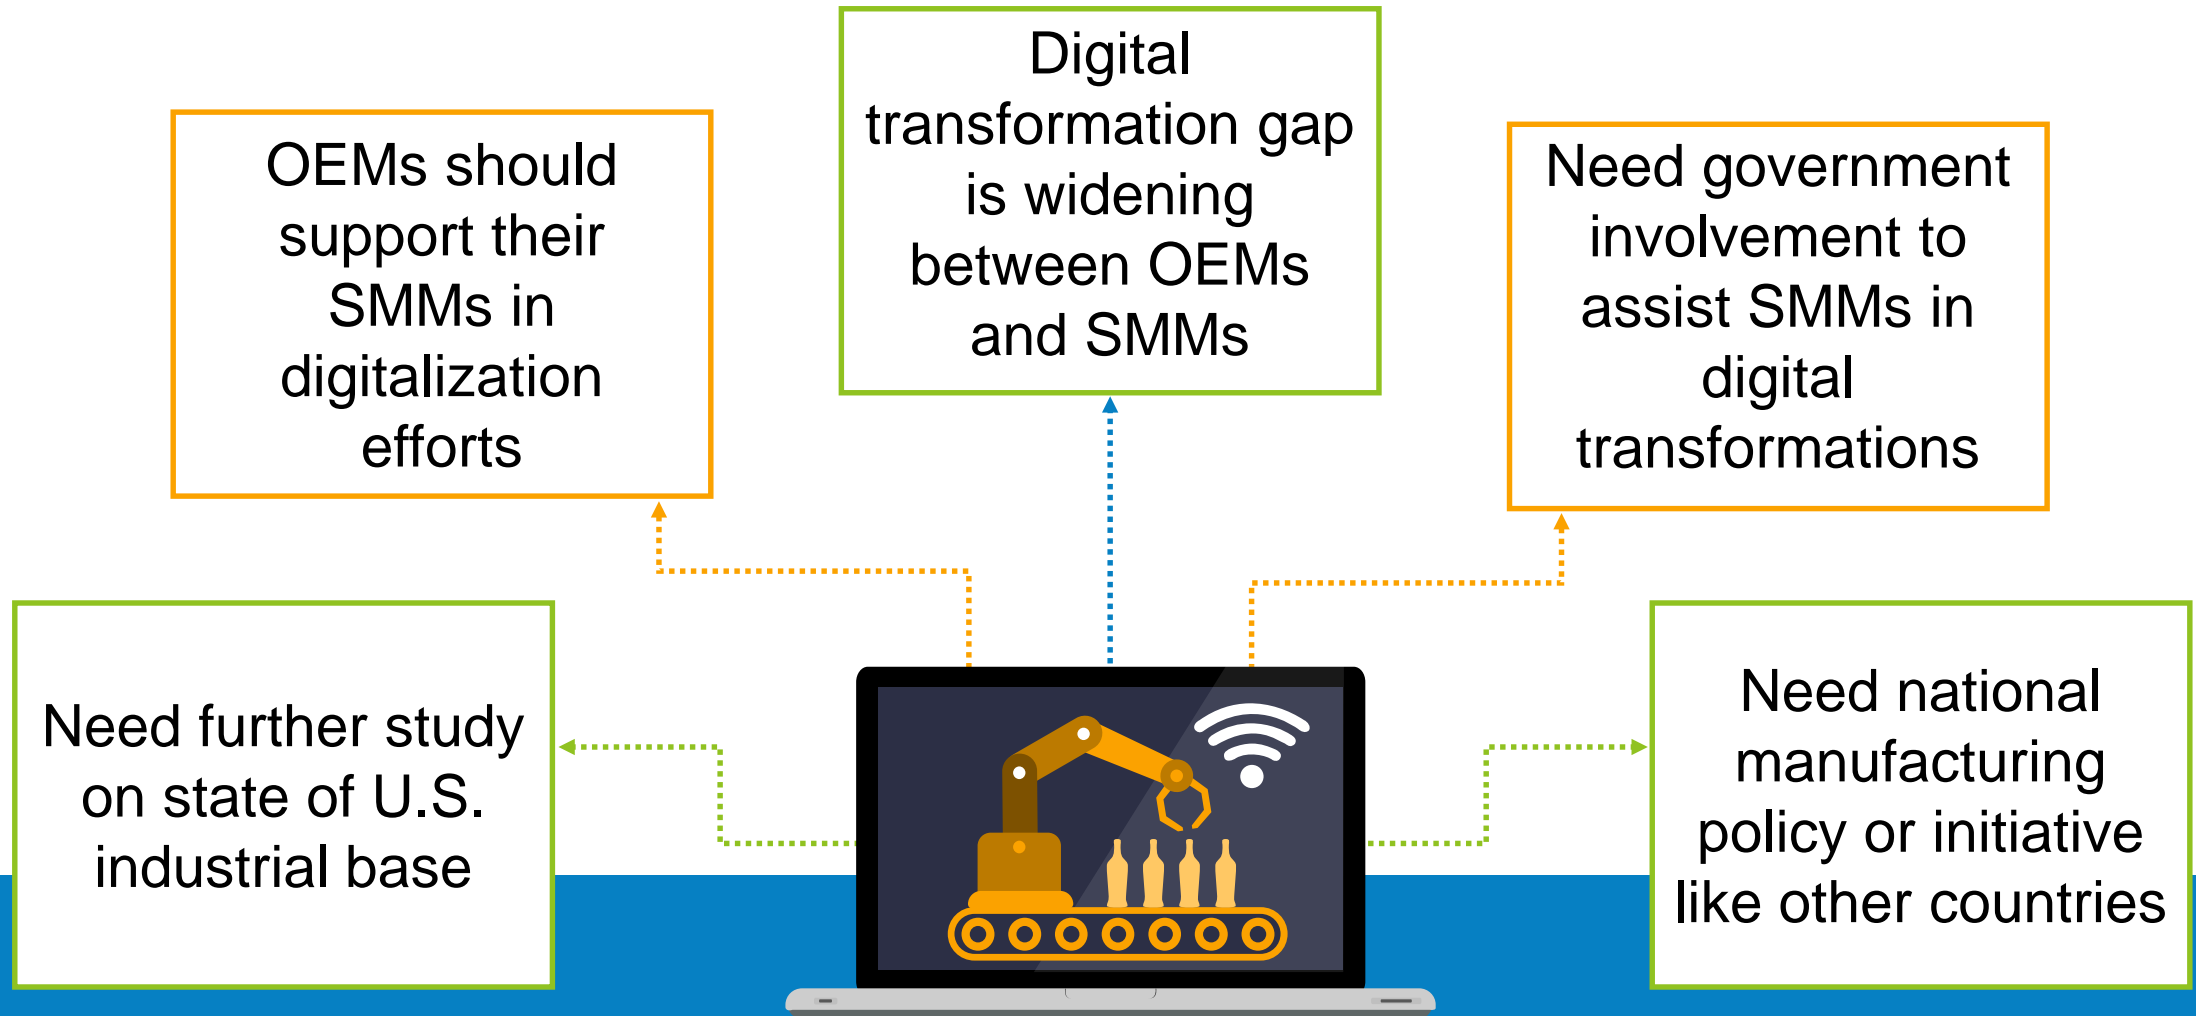 Digital
transformation gap
is widening
between OEMs
and SMMs
OEMs should
support their
SMMs in
digitalization
efforts
Need government
involvement to
assist SMMs in
digital
transformations
Need further study
on state of U.S.
industrial base
Need national
manufacturing
policy or initiative
like other countries